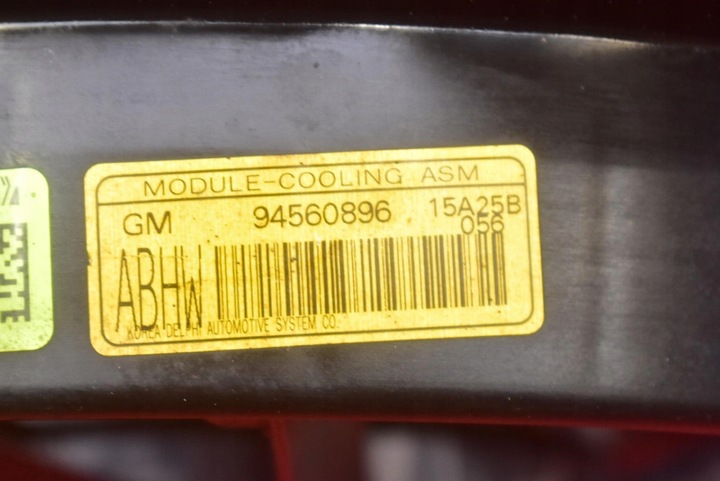 MODULE-COOLING ASM
GM 94560896 15A25B
056
ABHW
KOREA DELPHI AUTOMOTIVE SYSTEM CO.